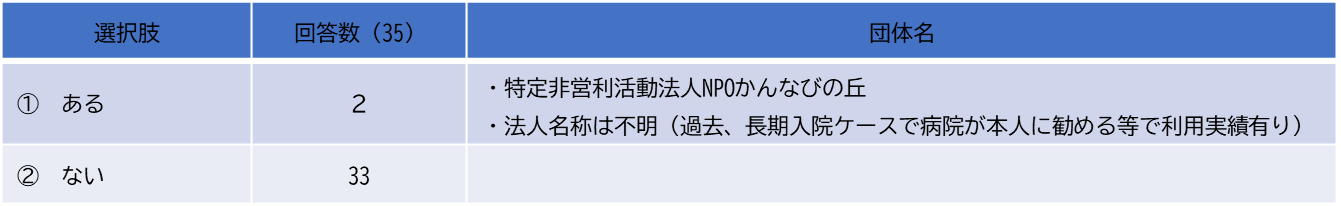 選択肢 回答数（35） 団体名
① ある 2 ・特定非営利活動法人NPOかんなびの丘
・法人名称は不明（過去、長期入院ケースで病院が本人に勧める等で利用実績有り）
② ない 33